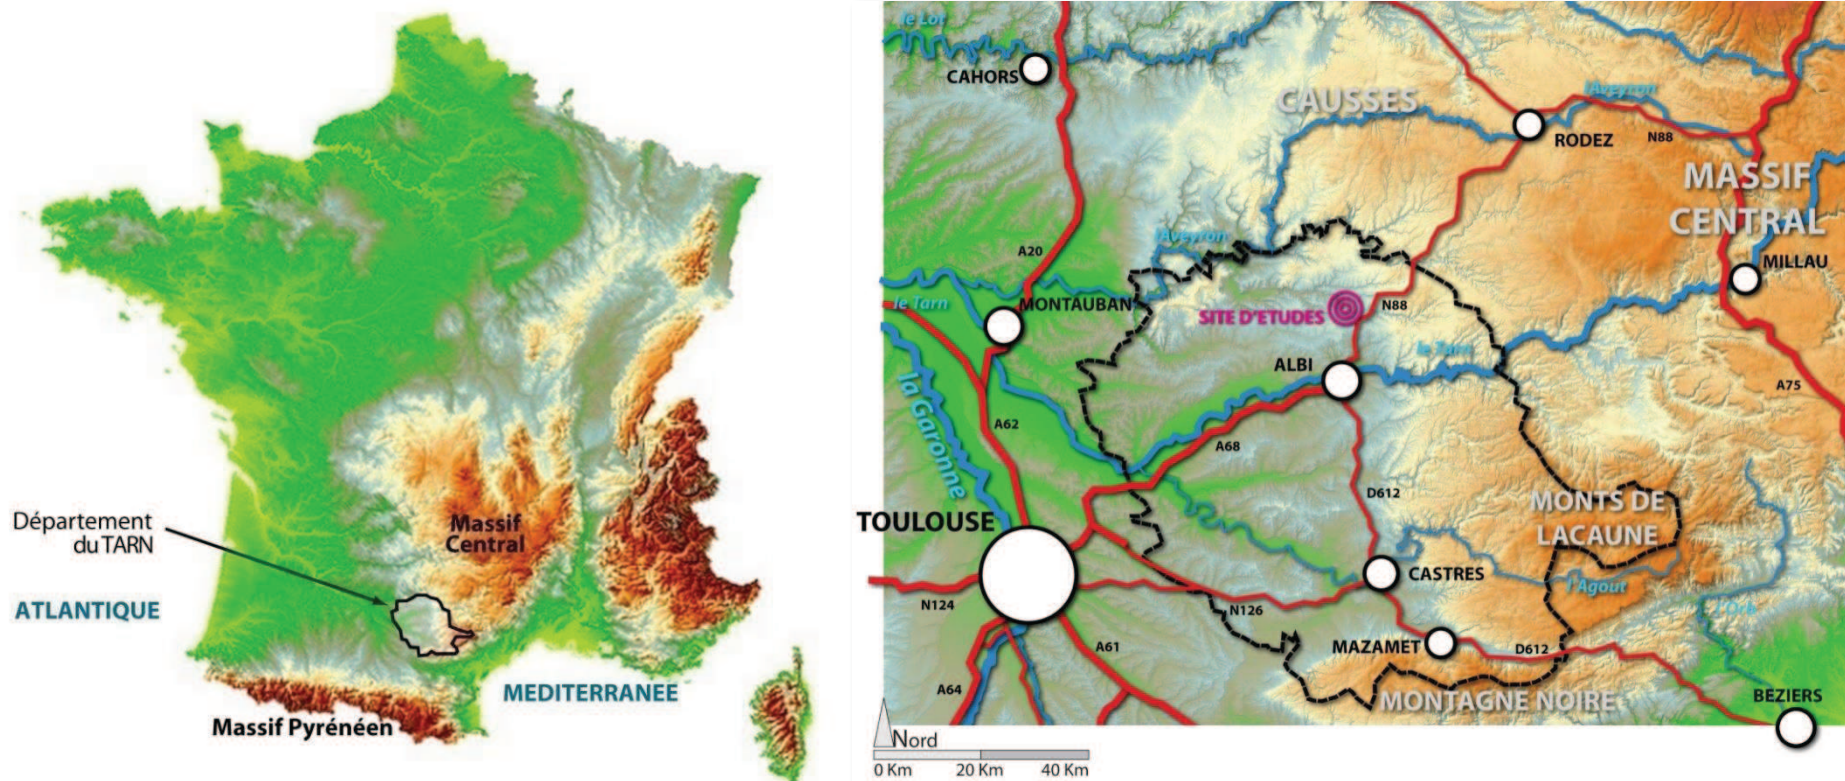 Département
du TARN
ATLANTIQUE
Massif
Central
MEDITERRANEE
Massif Pyrénéen
le Lot
CAHORS
CAUSSES
l'Aveyron
RODEZ
N88
MASSIF
CENTRAL
A20
l'Aveyron
MILLAU
le Tarn
MONTAUBAN
SITE D'ETUDES
N88
ALBI
le Tarn
A75
la Garonne
A62
A68
D612
MONTS DE
LACAUNE
TOULOUSE
CASTRES
l'Agout
N124
N126
l'Orb
MAZAMET
D612
A61
A64
MONTAGNE NOIRE
BEZIERS
Nord
0 Km
20 Km
40 Km